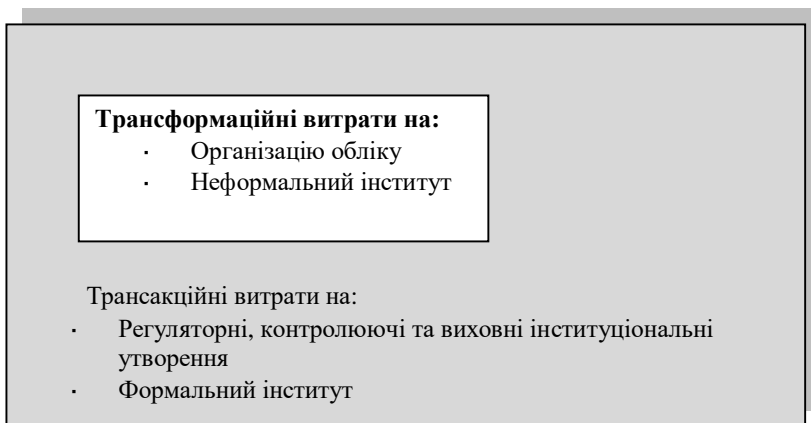 Трансформаційні витрати на:
· Організацію обліку
· Неформальний інститут
Трансакційні витрати на:
· Регуляторні, контролюючі та виховні інституціональні
утворення
· Формальний інститут